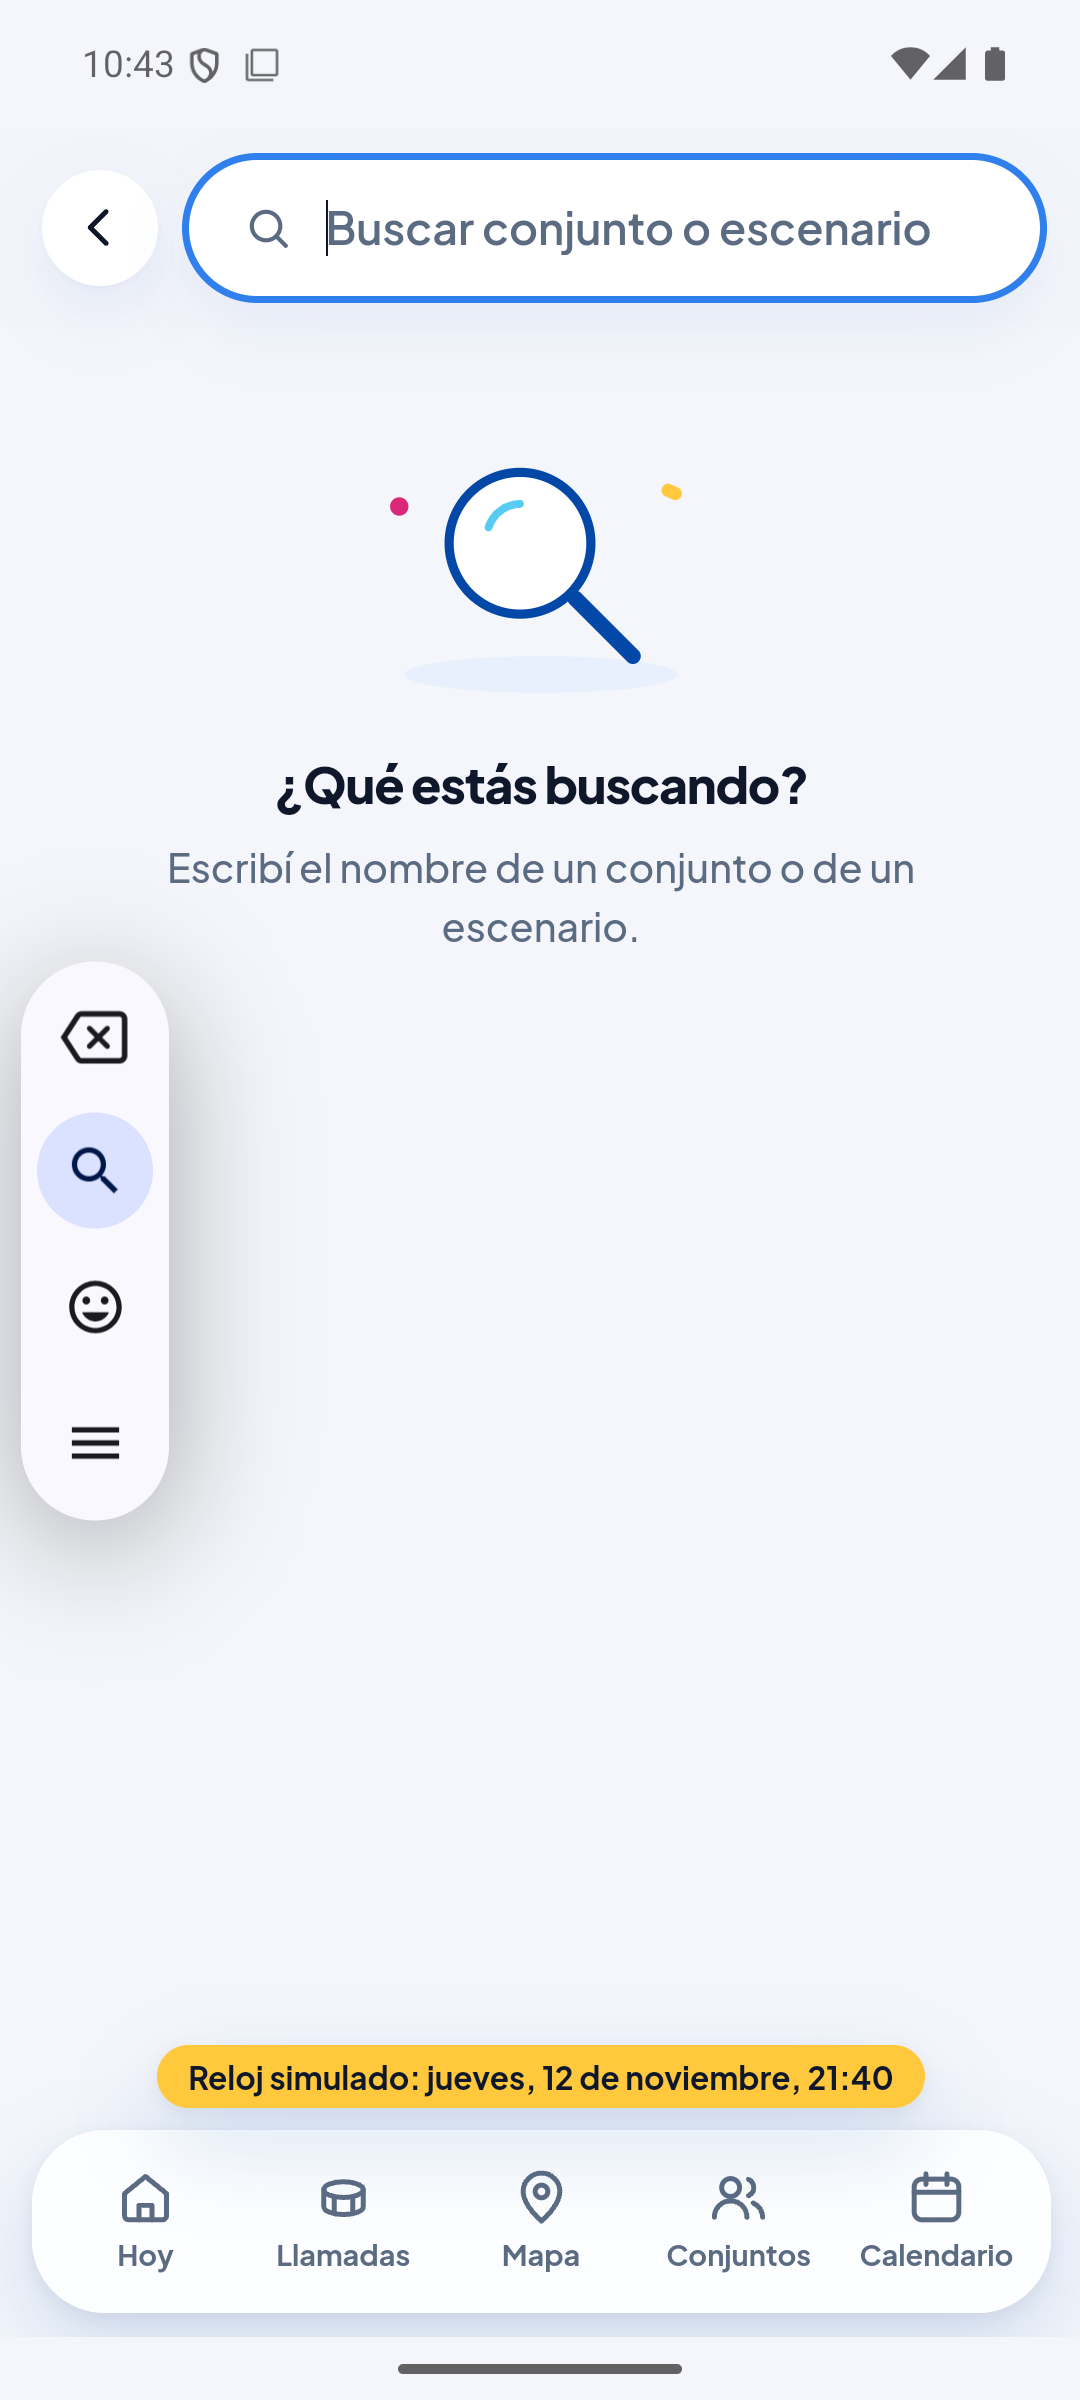 10:43
Buscar conjunto o escenario
¿Qué estás buscando?
Escribí el nombre de un conjunto o de un
escenario.
Reloj simulado: jueves, 12 de noviembre, 21:40
Hoy
Llamadas
Mapa
Conjuntos
Calendario